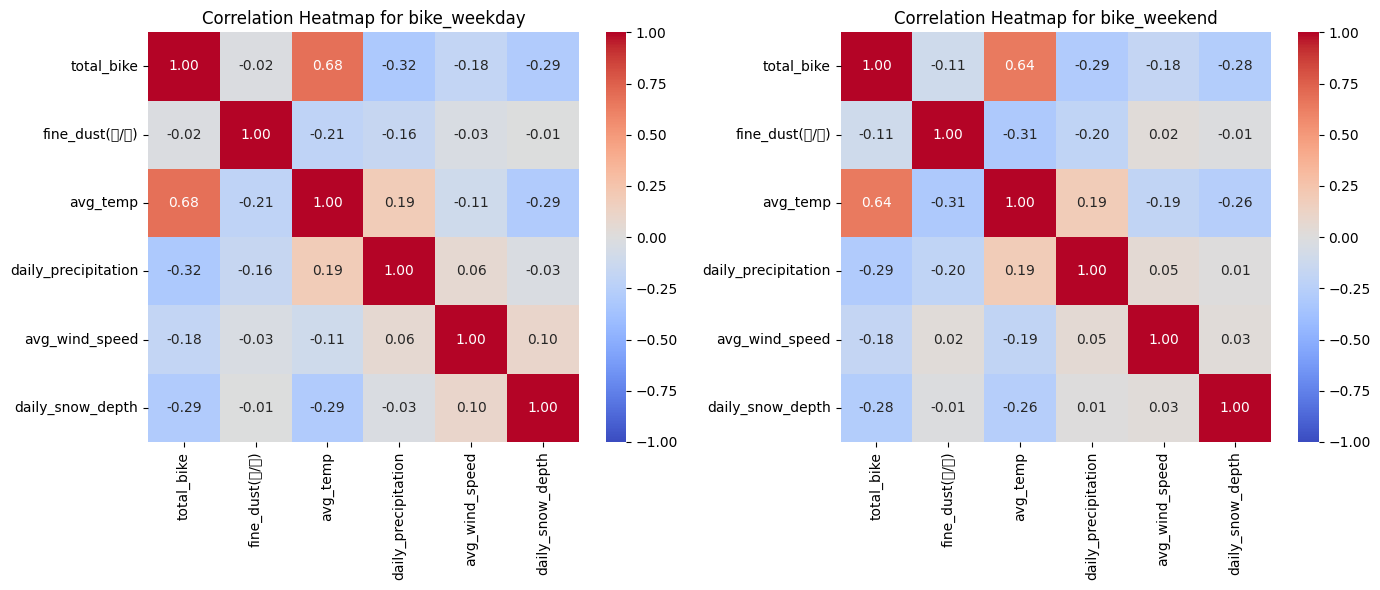 Correlation Heatmap for bike_weekday
total_bike 1.00 -0.02 0.68 -0.32 -0.18 -0.29
fine_dust(▯/▯) -0.02 1.00 -0.21 -0.16 -0.03 -0.01
avg_temp 0.68 -0.21 1.00 0.19 -0.11 -0.29
daily_precipitation -0.32 -0.16 0.19 1.00 0.06 -0.03
avg_wind_speed -0.18 -0.03 -0.11 0.06 1.00 0.10
daily_snow_depth -0.29 -0.01 -0.29 -0.03 0.10 1.00
total_bike
fine_dust(▯/▯)
avg_temp
daily_precipitation
avg_wind_speed
daily_snow_depth
1.00
0.75
0.50
0.25
0.00
−0.25
−0.50
−0.75
−1.00
Correlation Heatmap for bike_weekend
total_bike 1.00 -0.11 0.64 -0.29 -0.18 -0.28
fine_dust(▯/▯) -0.11 1.00 -0.31 -0.20 0.02 -0.01
avg_temp 0.64 -0.31 1.00 0.19 -0.19 -0.26
daily_precipitation -0.29 -0.20 0.19 1.00 0.05 0.01
avg_wind_speed -0.18 0.02 -0.19 0.05 1.00 0.03
daily_snow_depth -0.28 -0.01 -0.26 0.01 0.03 1.00
total_bike
fine_dust(▯/▯)
avg_temp
daily_precipitation
avg_wind_speed
daily_snow_depth
1.00
0.75
0.50
0.25
0.00
−0.25
−0.50
−0.75
−1.00